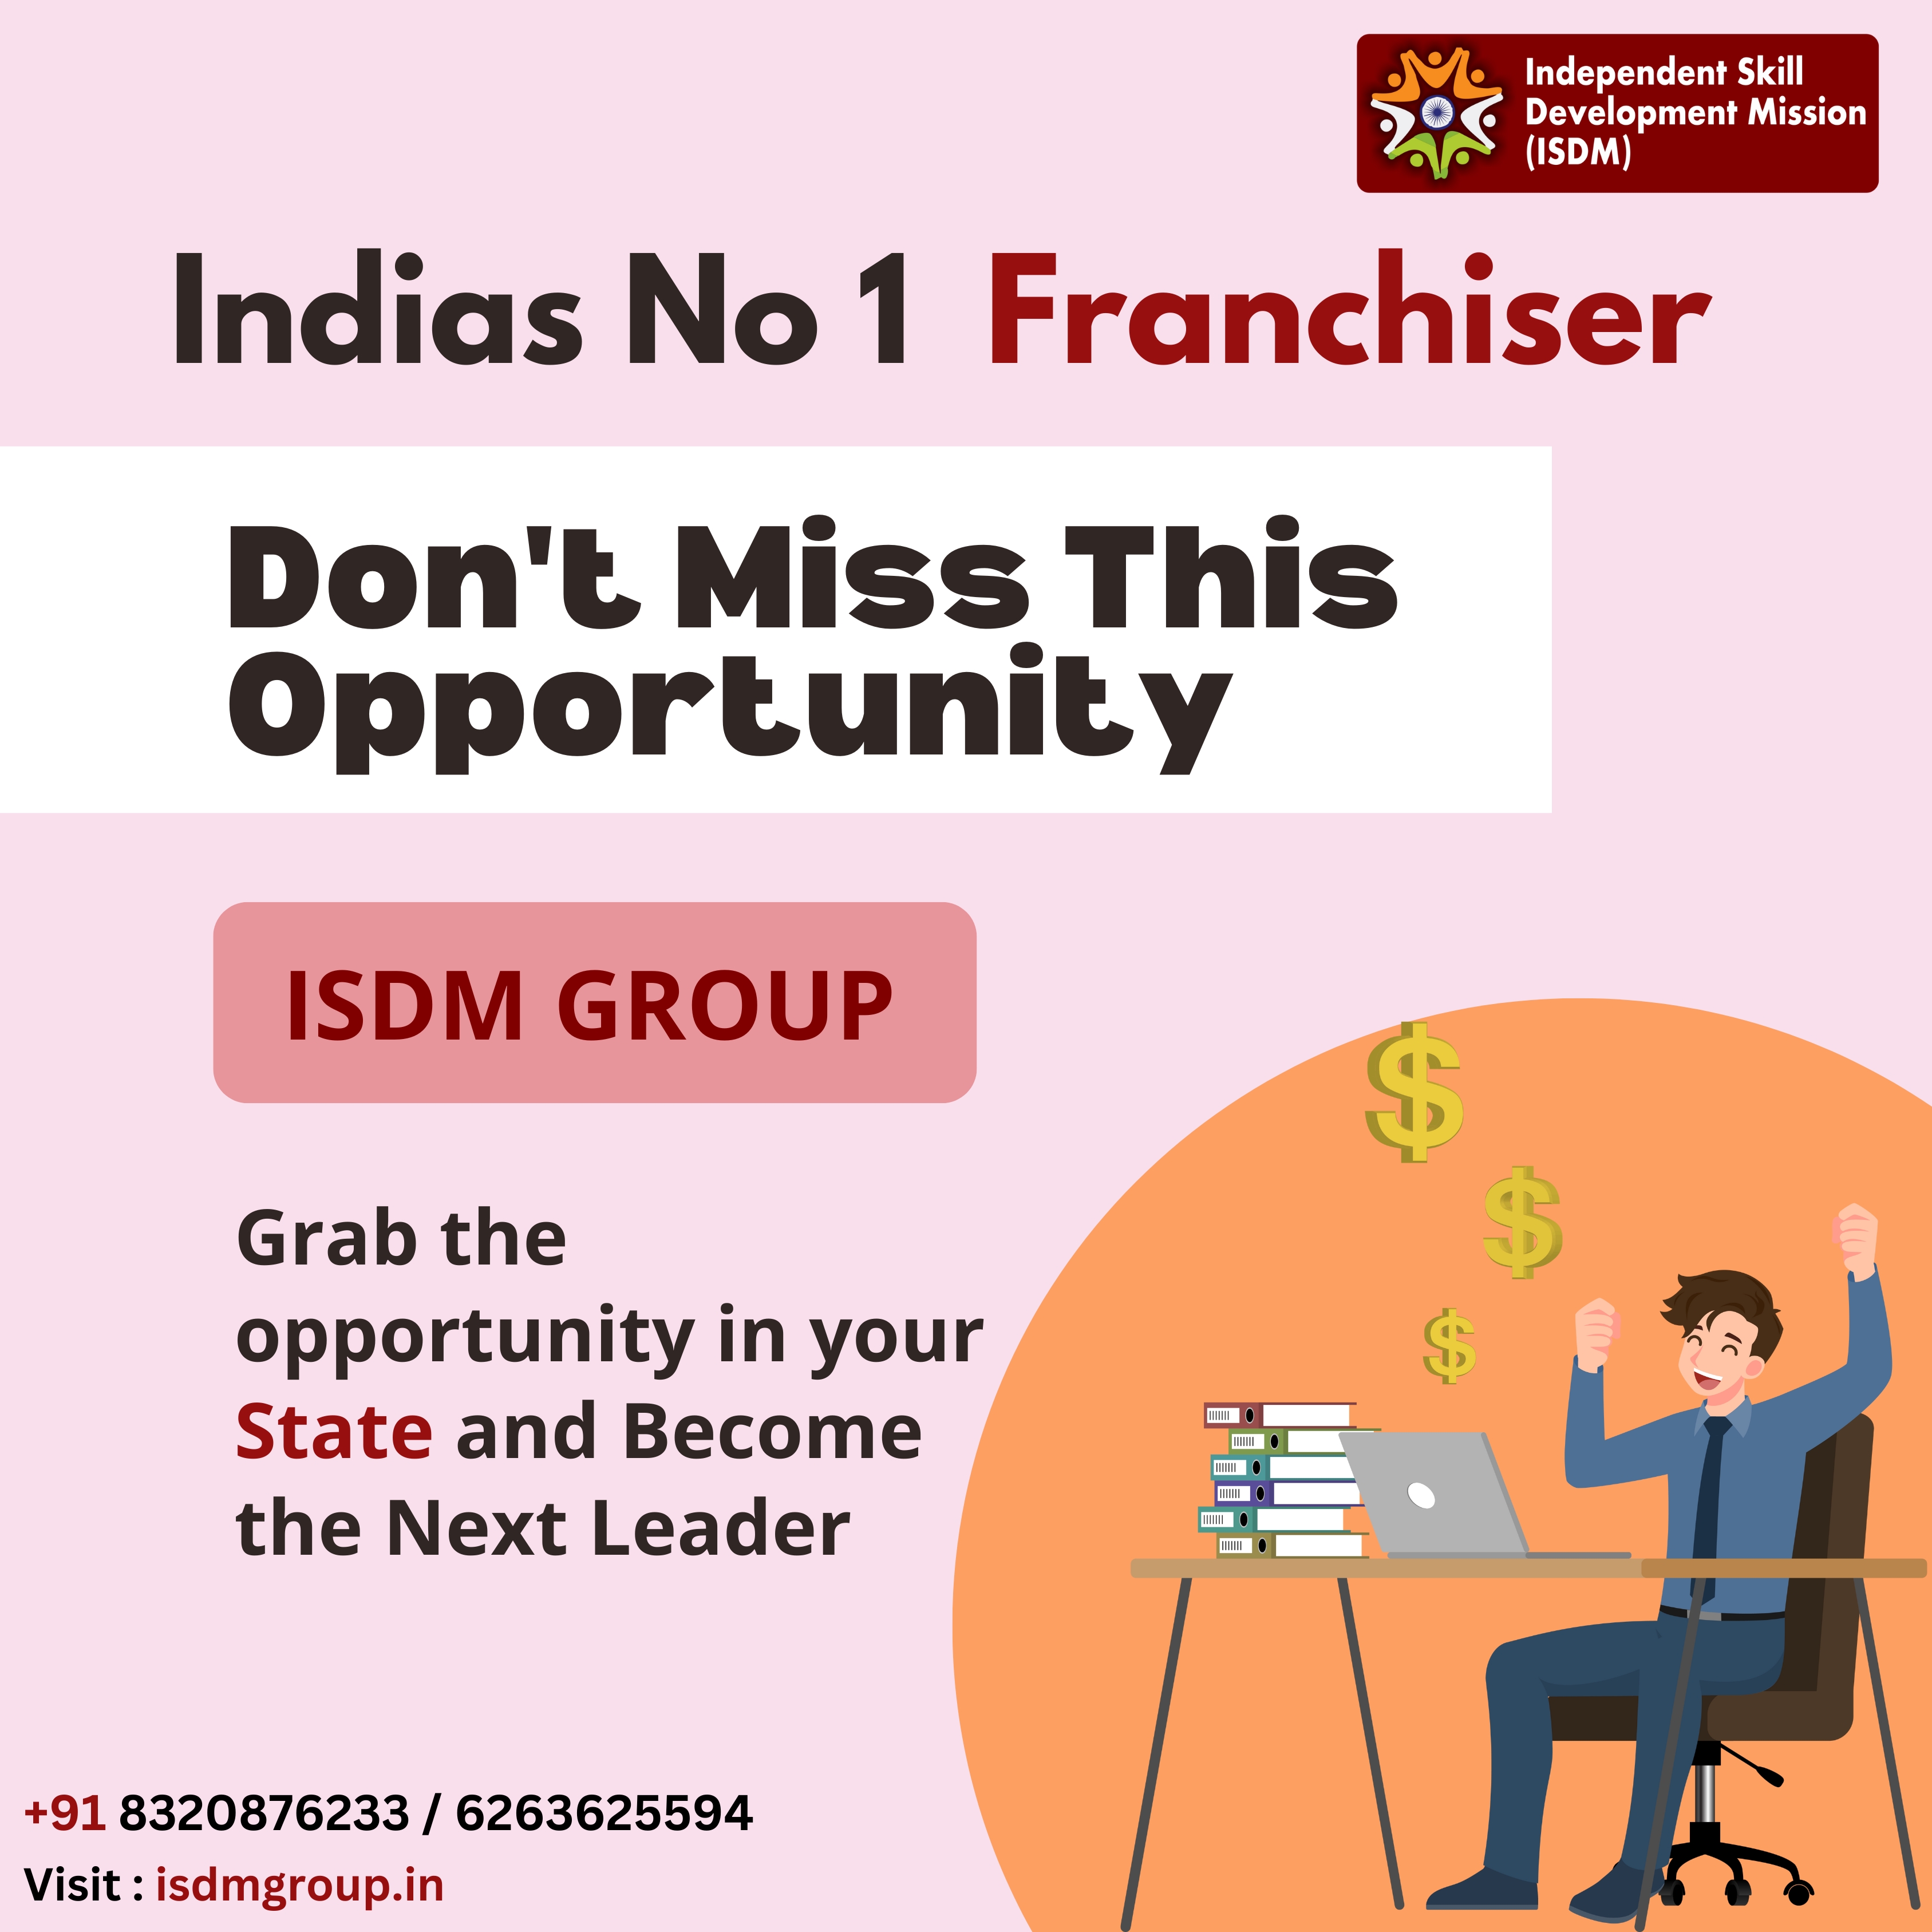 Independent Skill
Development Mission
(ISDM)
Indias No 1 Franchiser
Don't Miss This
Opportunity
ISDM GROUP
Grab the
opportunity in your
State and Become
the Next Leader
+91 8320876233 / 6263625594
Visit : isdmgroup.in